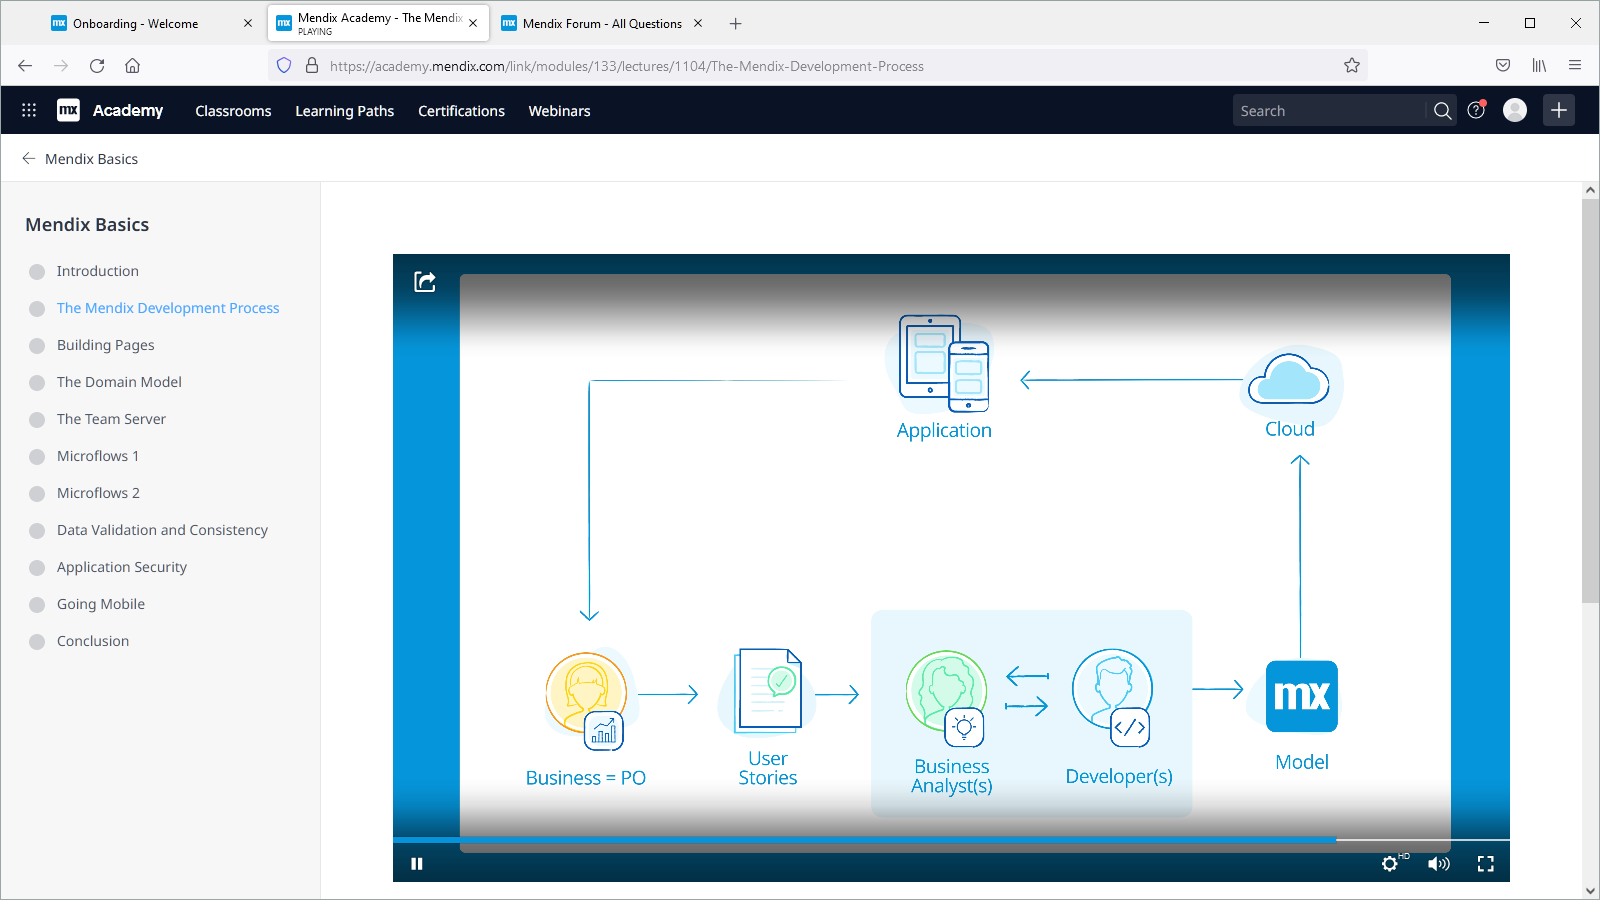 Onboarding - Welcome
Mendix Academy - The Mendix
PLAYING
Mendix Forum - All Questions
https://academy.mendix.com/link/modules/133/lectures/1104/The-Mendix-Development-Process
mx Academy
Classrooms
Learning Paths
Certifications
Webinars
Search
Mendix Basics
Mendix Basics
Introduction
The Mendix Development Process
Building Pages
The Domain Model
The Team Server
Microflows 1
Microflows 2
Data Validation and Consistency
Application Security
Going Mobile
Conclusion
Application
Cloud
Business = PO
User
Stories
Business
Analyst(s)
Developer(s)
mx
Model
HD